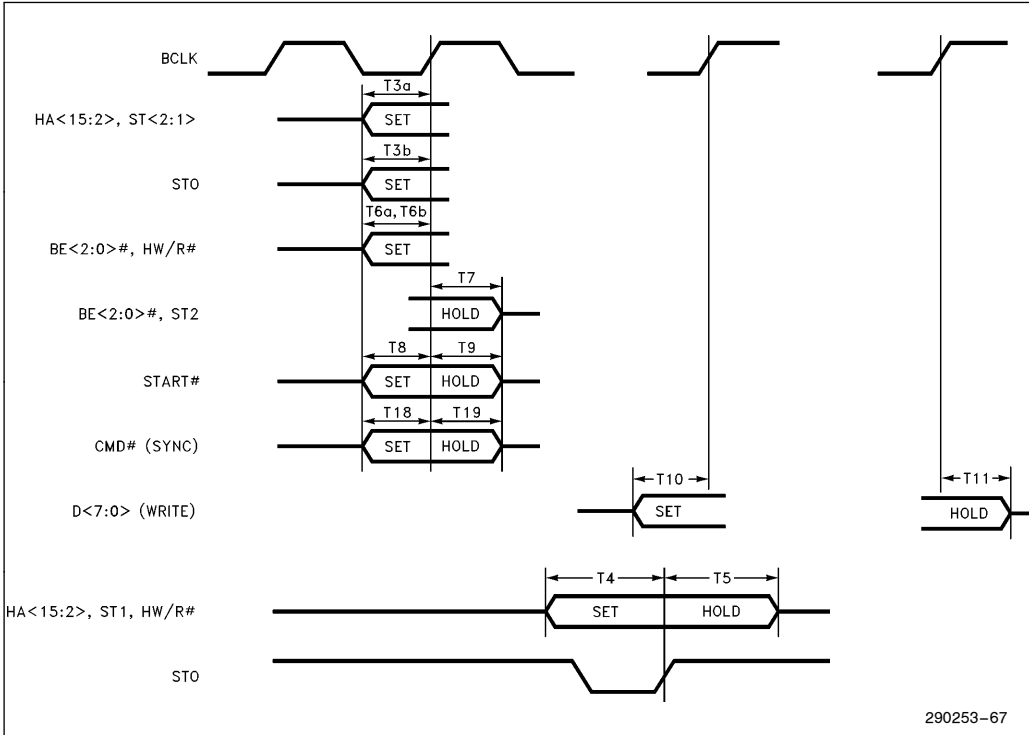 BCLK
T3a
HA<15:2>, ST<2:1>
SET
T3b
STO
SET
T6a, T6b
BE<2:0>#, HW/R#
SET
T7
BE<2:0>#, ST2
HOLD
T8 T9
START#
SET HOLD
T18 T19
CMD# (SYNC)
SET HOLD
T10 T11
D<7:0> (WRITE)
SET HOLD
T4 T5
HA<15:2>, ST1, HW/R#
SET HOLD
STO
290253–67